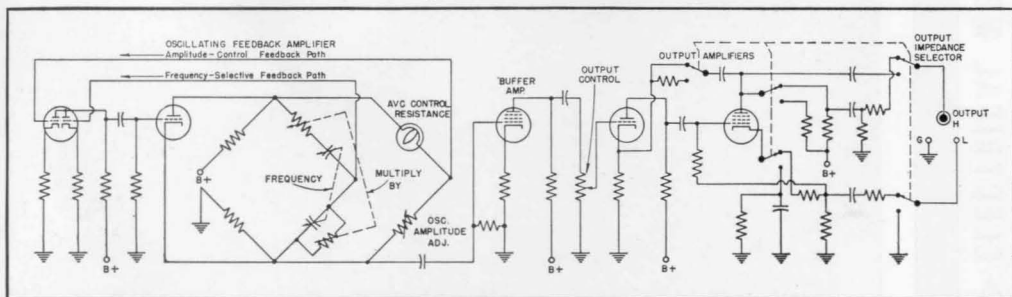 OSCILLATING FEEDBACK AMPLIFIER
Amplitude-Control Feedback Path
Frequency-Selective Feedback Path
B+
B+
FREQUENCY
MULTIPLY
BY
AVC CONTROL
RESISTANCE
OSC.
AMPLITUDE
ADJ.
BUFFER
AMP.
B+
OUTPUT
CONTROL
B+
OUTPUT AMPLIFIERS
B+
OUTPUT
IMPEDANCE
SELECTOR
OUTPUT
H
G
L